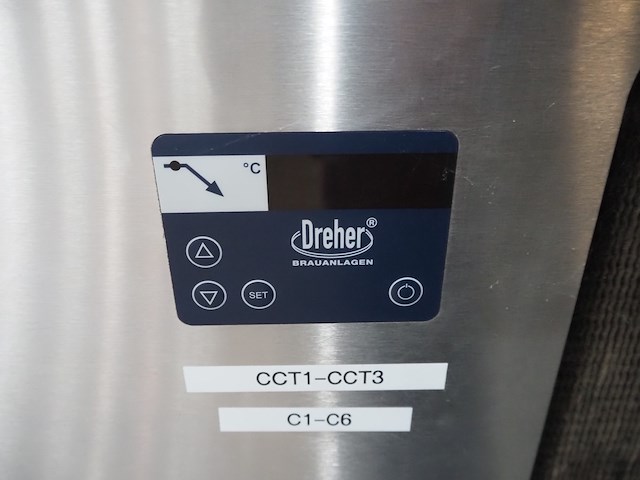 °C
Dreher®
BRAUANLAGEN
SET
CCT1-CCT3
C1-C6